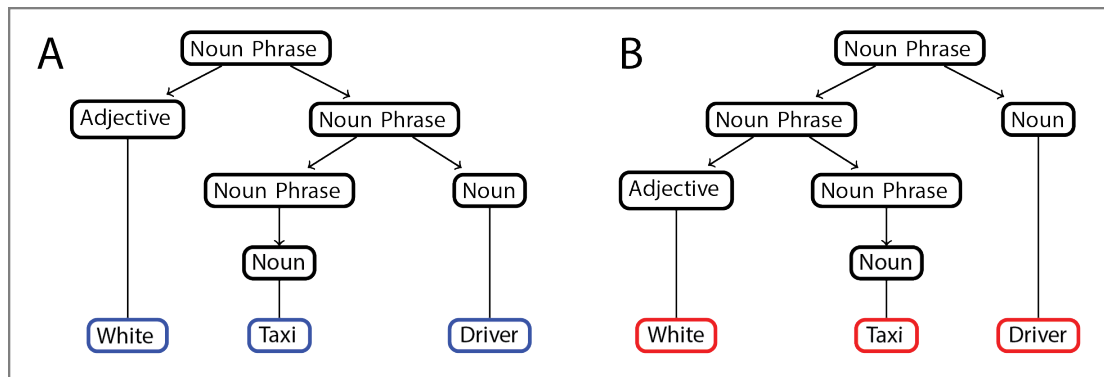 A
Noun Phrase
Adjective
Noun Phrase
Noun Phrase
Noun
Noun
White
Taxi
Driver
B
Noun Phrase
Noun Phrase
Noun
Adjective
Noun Phrase
Noun
White
Taxi
Driver